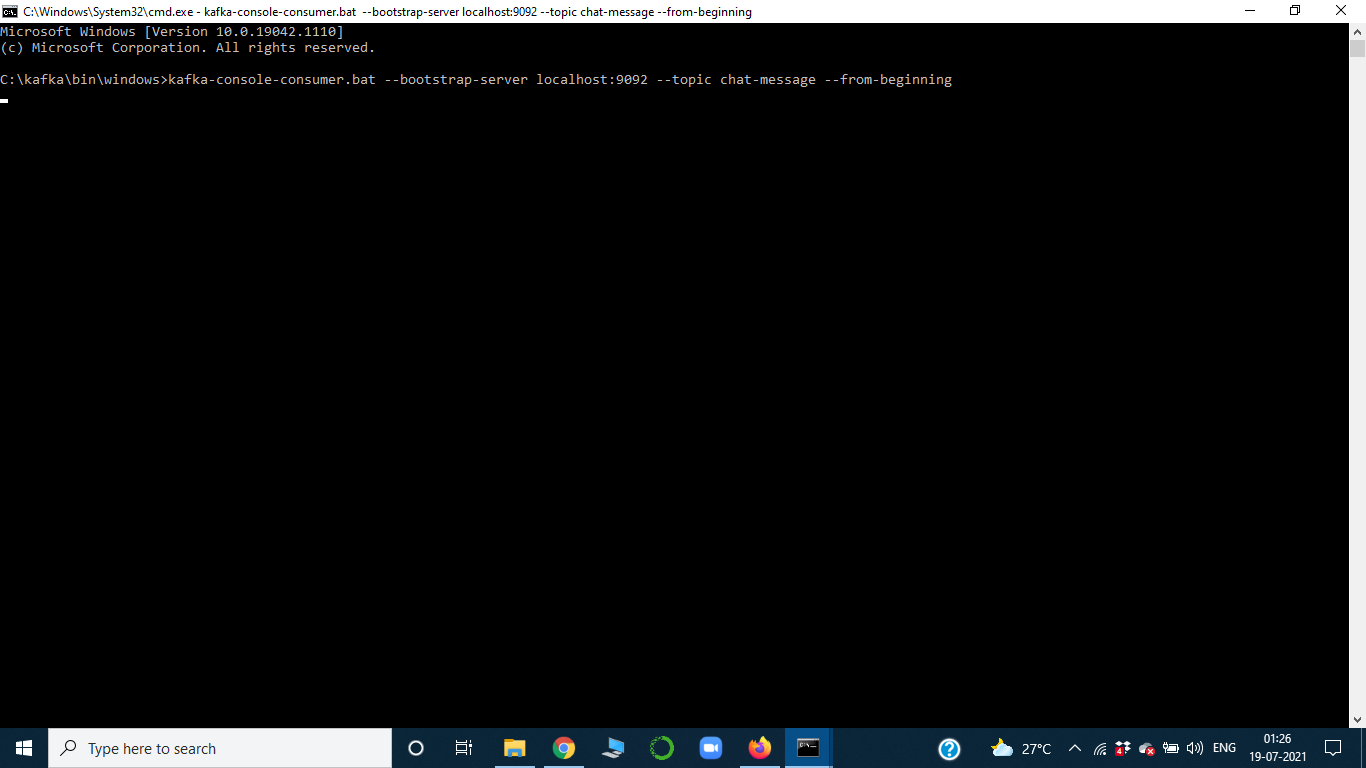 C:\Windows\System32\cmd.exe - kafka-console-consumer.bat  --bootstrap-server localhost:9092 --topic chat-message --from-beginning
Microsoft Windows [Version 10.0.19042.1110]
(c) Microsoft Corporation. All rights reserved.
C:\kafka\bin\windows>kafka-console-consumer.bat --bootstrap-server localhost:9092 --topic chat-message --from-beginning
Type here to search
27°C
4
ENG
01:26
19-07-2021